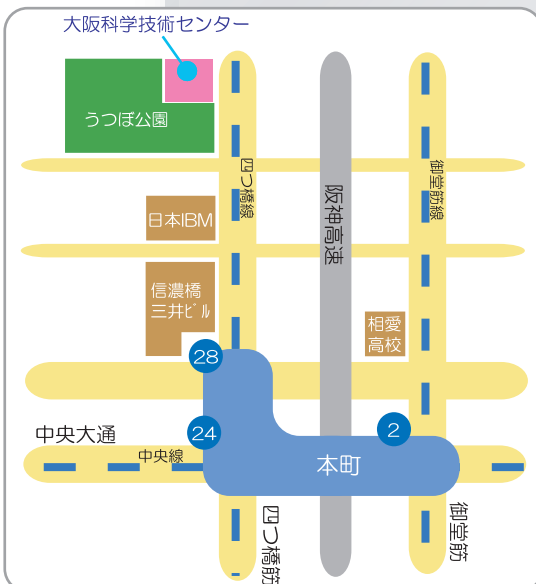 大阪科学技術センター
うつぼ公園
四つ橋線
御堂筋線
阪神高速
日本IBM
信濃橋
三井ビル
相愛
高校
28
24
2
中央大通
中央線
本町
四つ橋筋
御堂筋